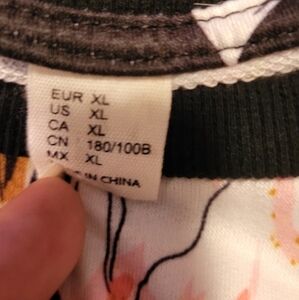 EUR XL
US XL
CA XL
CN 180/100B
MX XL
IN CHINA